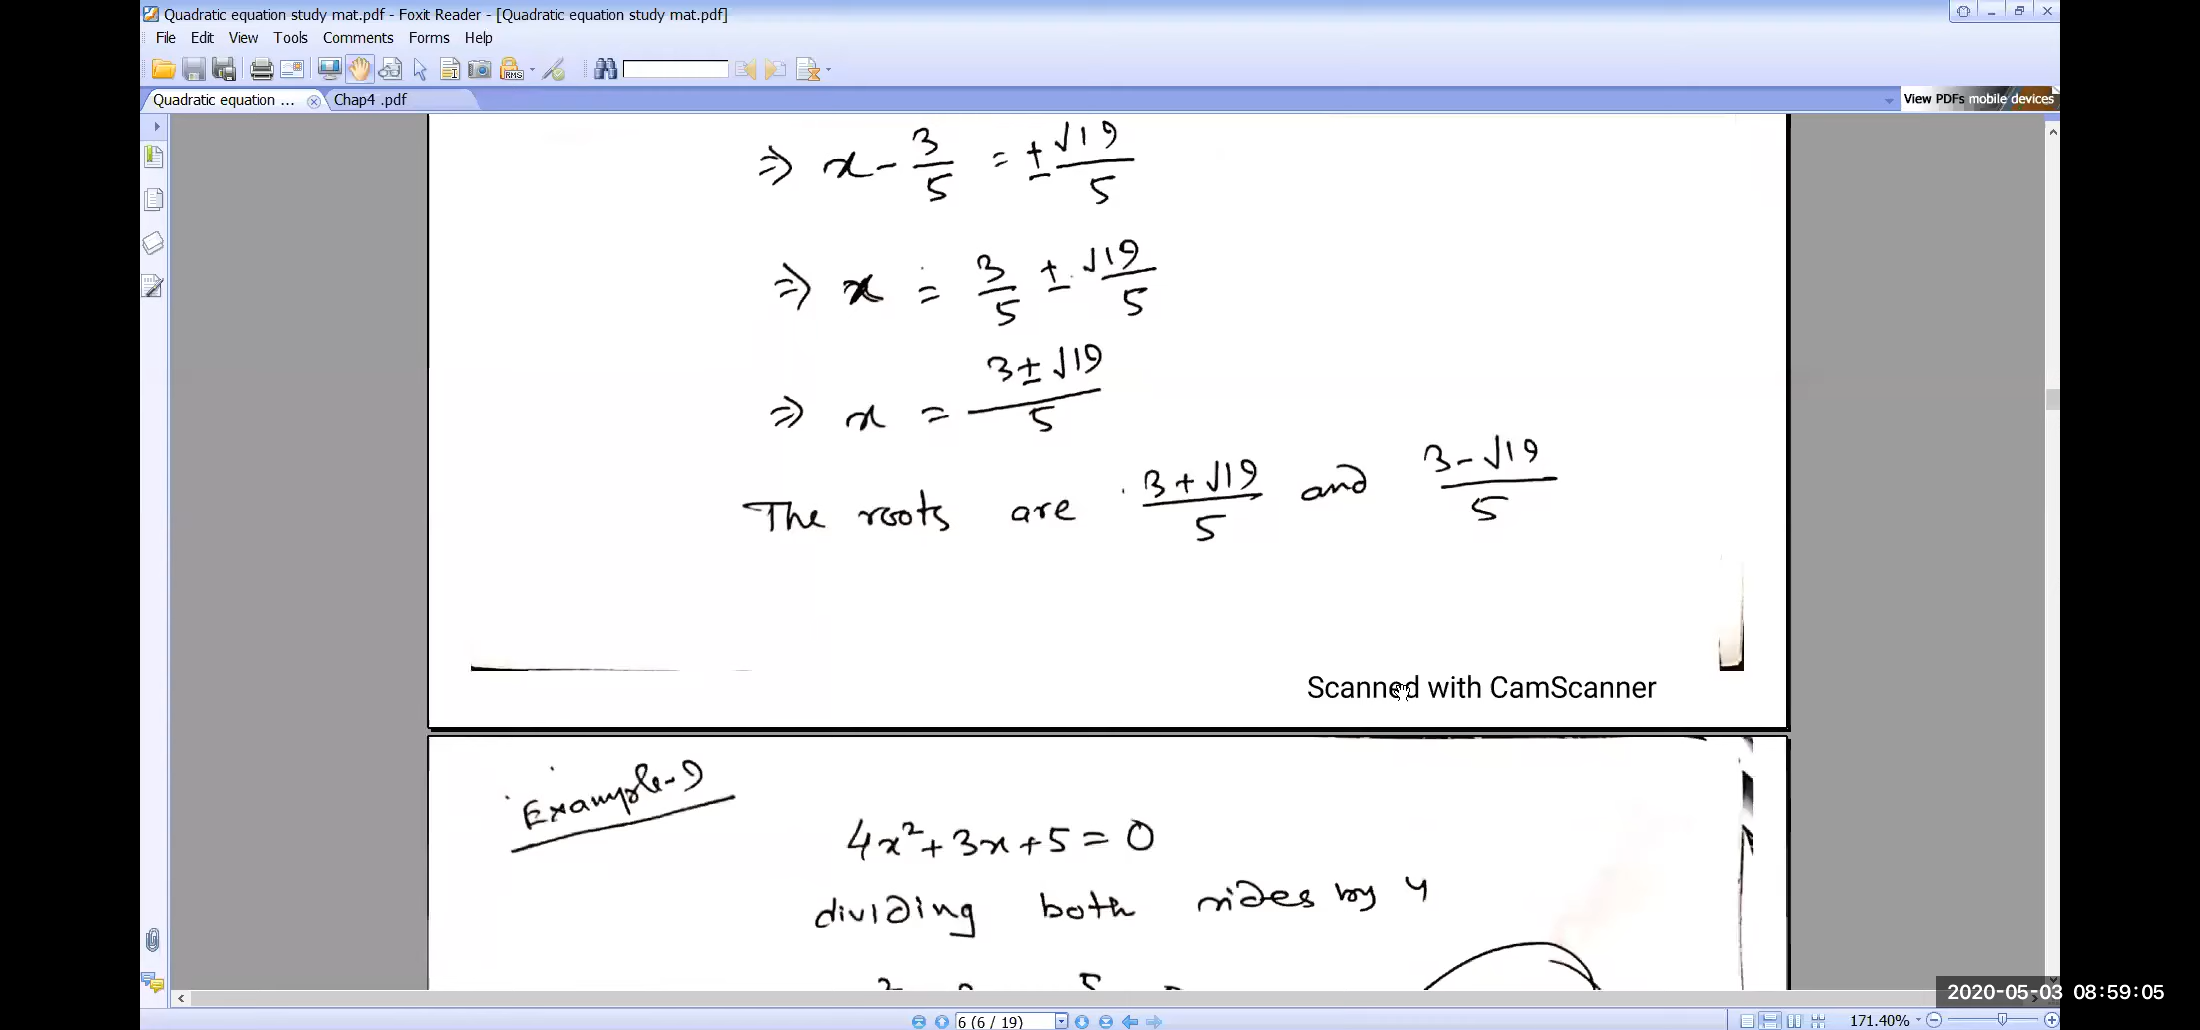 Quadratic equation study mat.pdf - Foxit Reader - [Quadratic equation study mat.pdf]
File Edit View Tools Comments Forms Help
Quadratic equation ... Chap4 .pdf View PDFs mobile devices
⇒ x - 3/5 = ± √19/5
⇒ x = 3/5 ± √19/5
⇒ x = (3 ± √19)/5
The roots are (3 + √19)/5 and (3 - √19)/5
Scanned with CamScanner
Example-9
4x² + 3x + 5 = 0
dividing both sides by 4
2020-05-03 08:59:05
6 (6 / 19) 171.40%